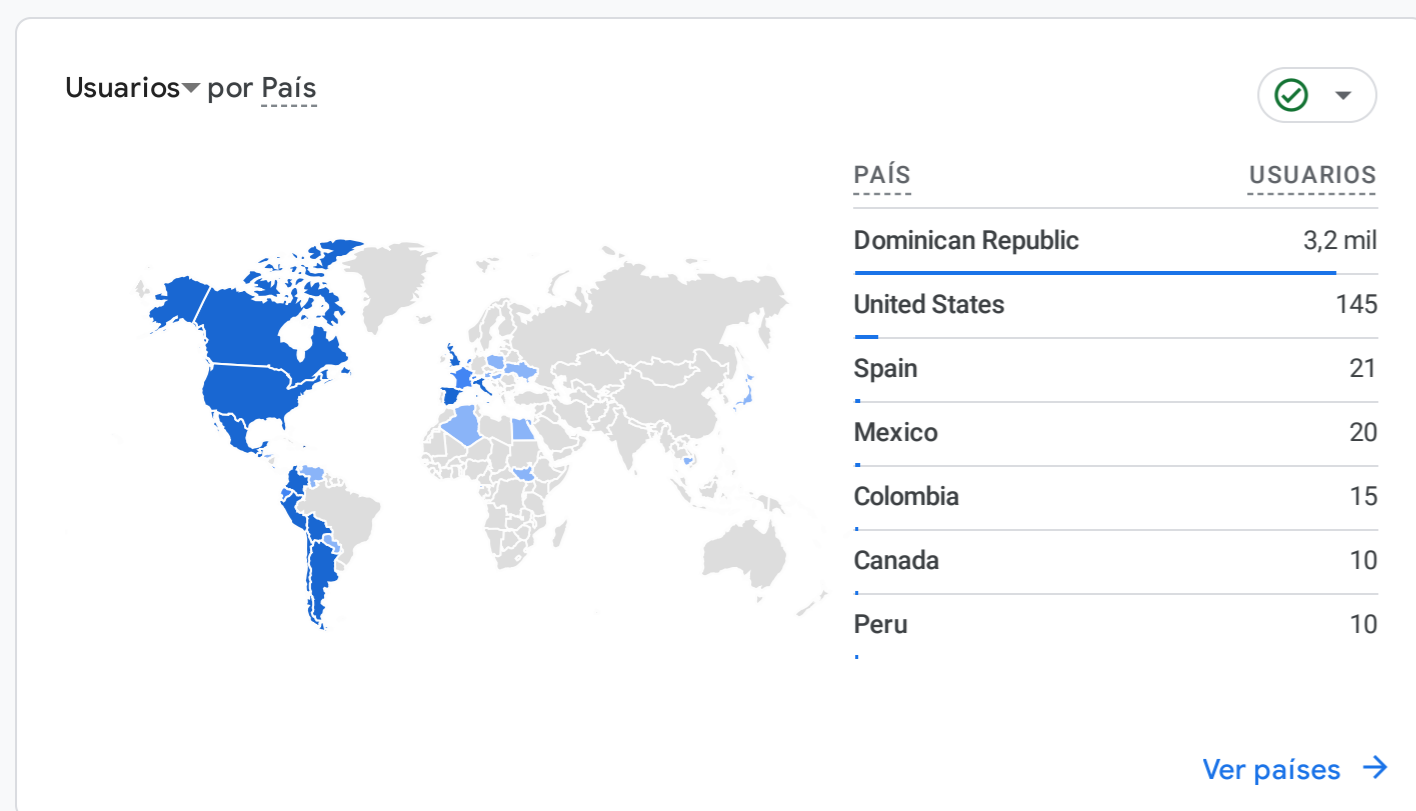 Usuarios por País
PAÍS USUARIOS
Dominican Republic 3,2 mil
United States 145
Spain 21
Mexico 20
Colombia 15
Canada 10
Peru 10
Ver países